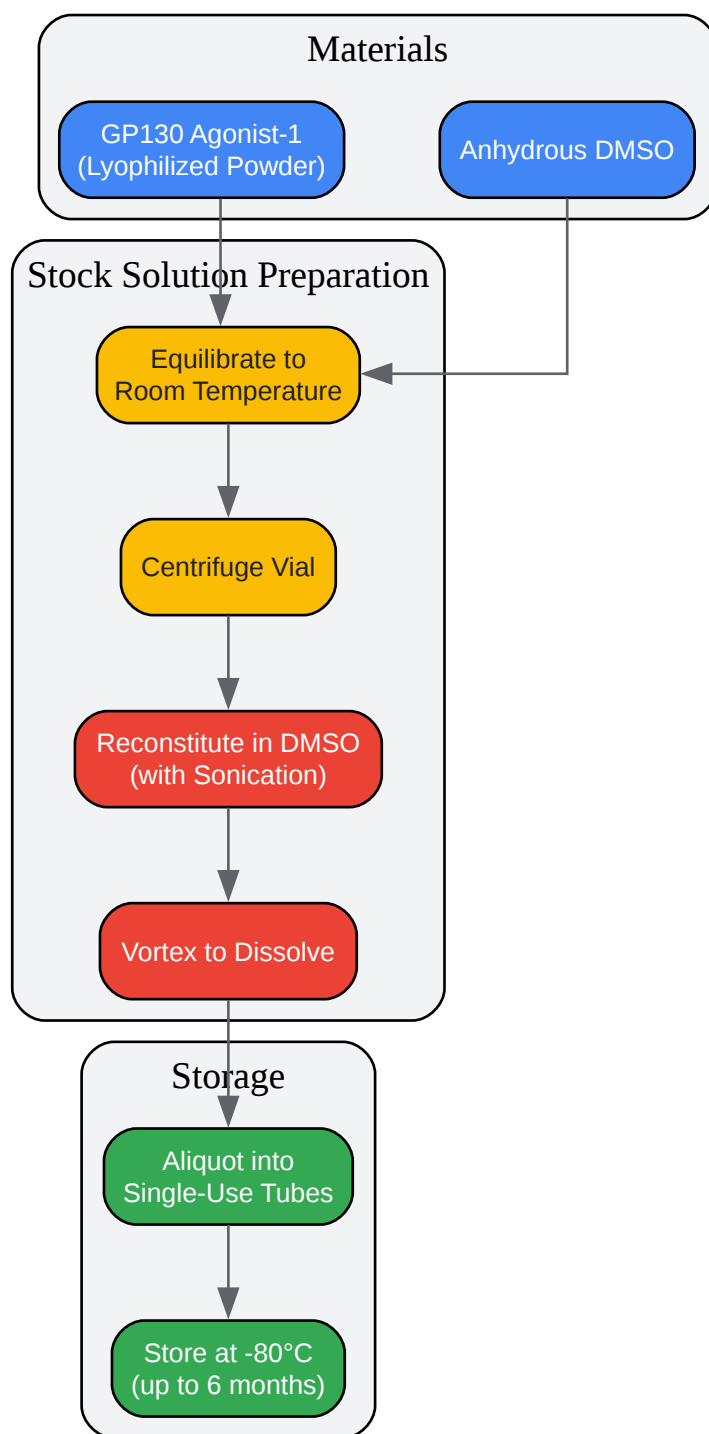 Materials
GP130 Agonist-1
(Lyophilized Powder)
Anhydrous DMSO
Stock Solution Preparation
Equilibrate to
Room Temperature
Centrifuge Vial
Reconstitute in DMSO
(with Sonication)
Vortex to Dissolve
Storage
Aliquot into
Single-Use Tubes
Store at -80°C
(up to 6 months)